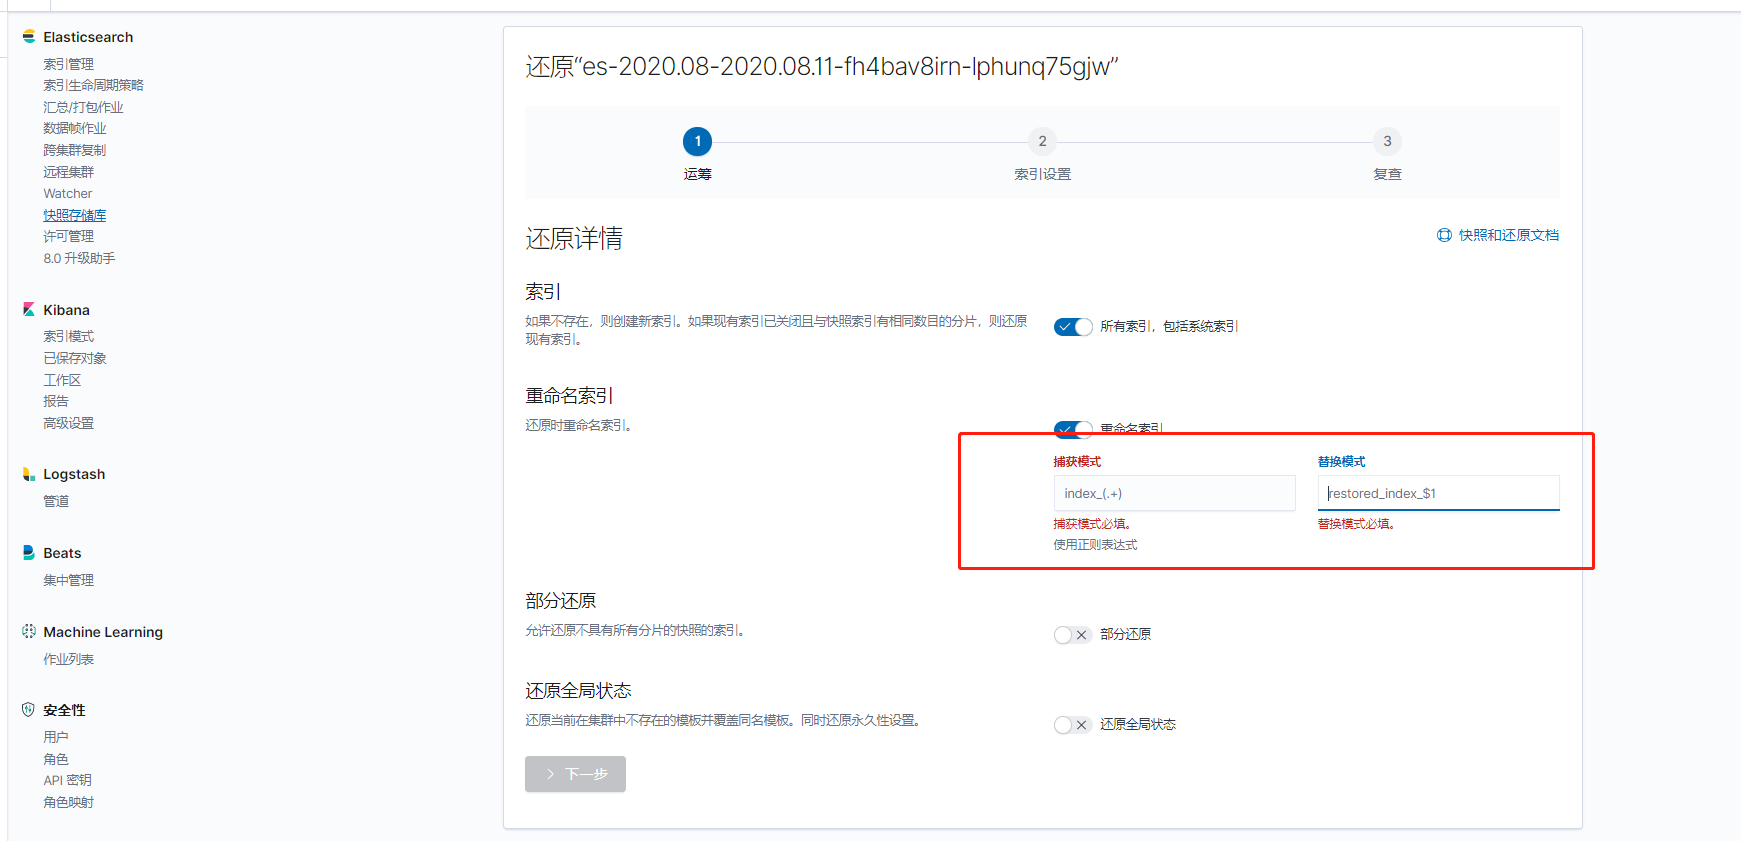 Elasticsearch
索引管理
索引生命周期策略
汇总/打包作业
数据帧作业
跨集群复制
远程集群
Watcher
快照存储库
许可管理
8.0 升级助手
Kibana
索引模式
已保存对象
工作区
报告
高级设置
Logstash
管道
Beats
集中管理
Machine Learning
作业列表
安全性
用户
角色
API 密钥
角色映射
还原“es-2020.08-2020.08.11-fh4bav8irn-lphunq75gjw”
1
运筹
2
索引设置
3
复查
还原详情
快照和还原文档
索引
如果不存在，则创建新索引。如果现有索引已关闭且与快照索引有相同数目的分片，则还原
现有索引。
所有索引，包括系统索引
重命名索引
还原时重命名索引。
重命名索引
捕获模式
index_(.+)
捕获模式必填。
使用正则表达式
替换模式
restored_index_$1
替换模式必填。
部分还原
允许还原不具有所有分片的快照的索引。
部分还原
还原全局状态
还原当前在集群中不存在的模板并覆盖同名模板。同时还原永久性设置。
还原全局状态
下一步